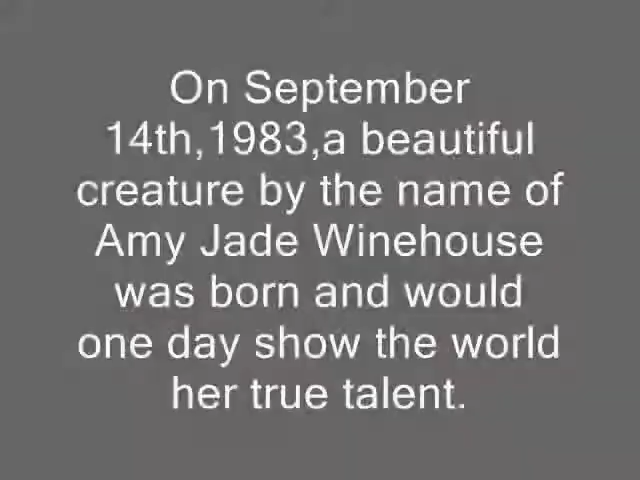 On September
14th,1983,a beautiful
creature by the name of
Amy Jade Winehouse
was born and would
one day show the world
her true talent.